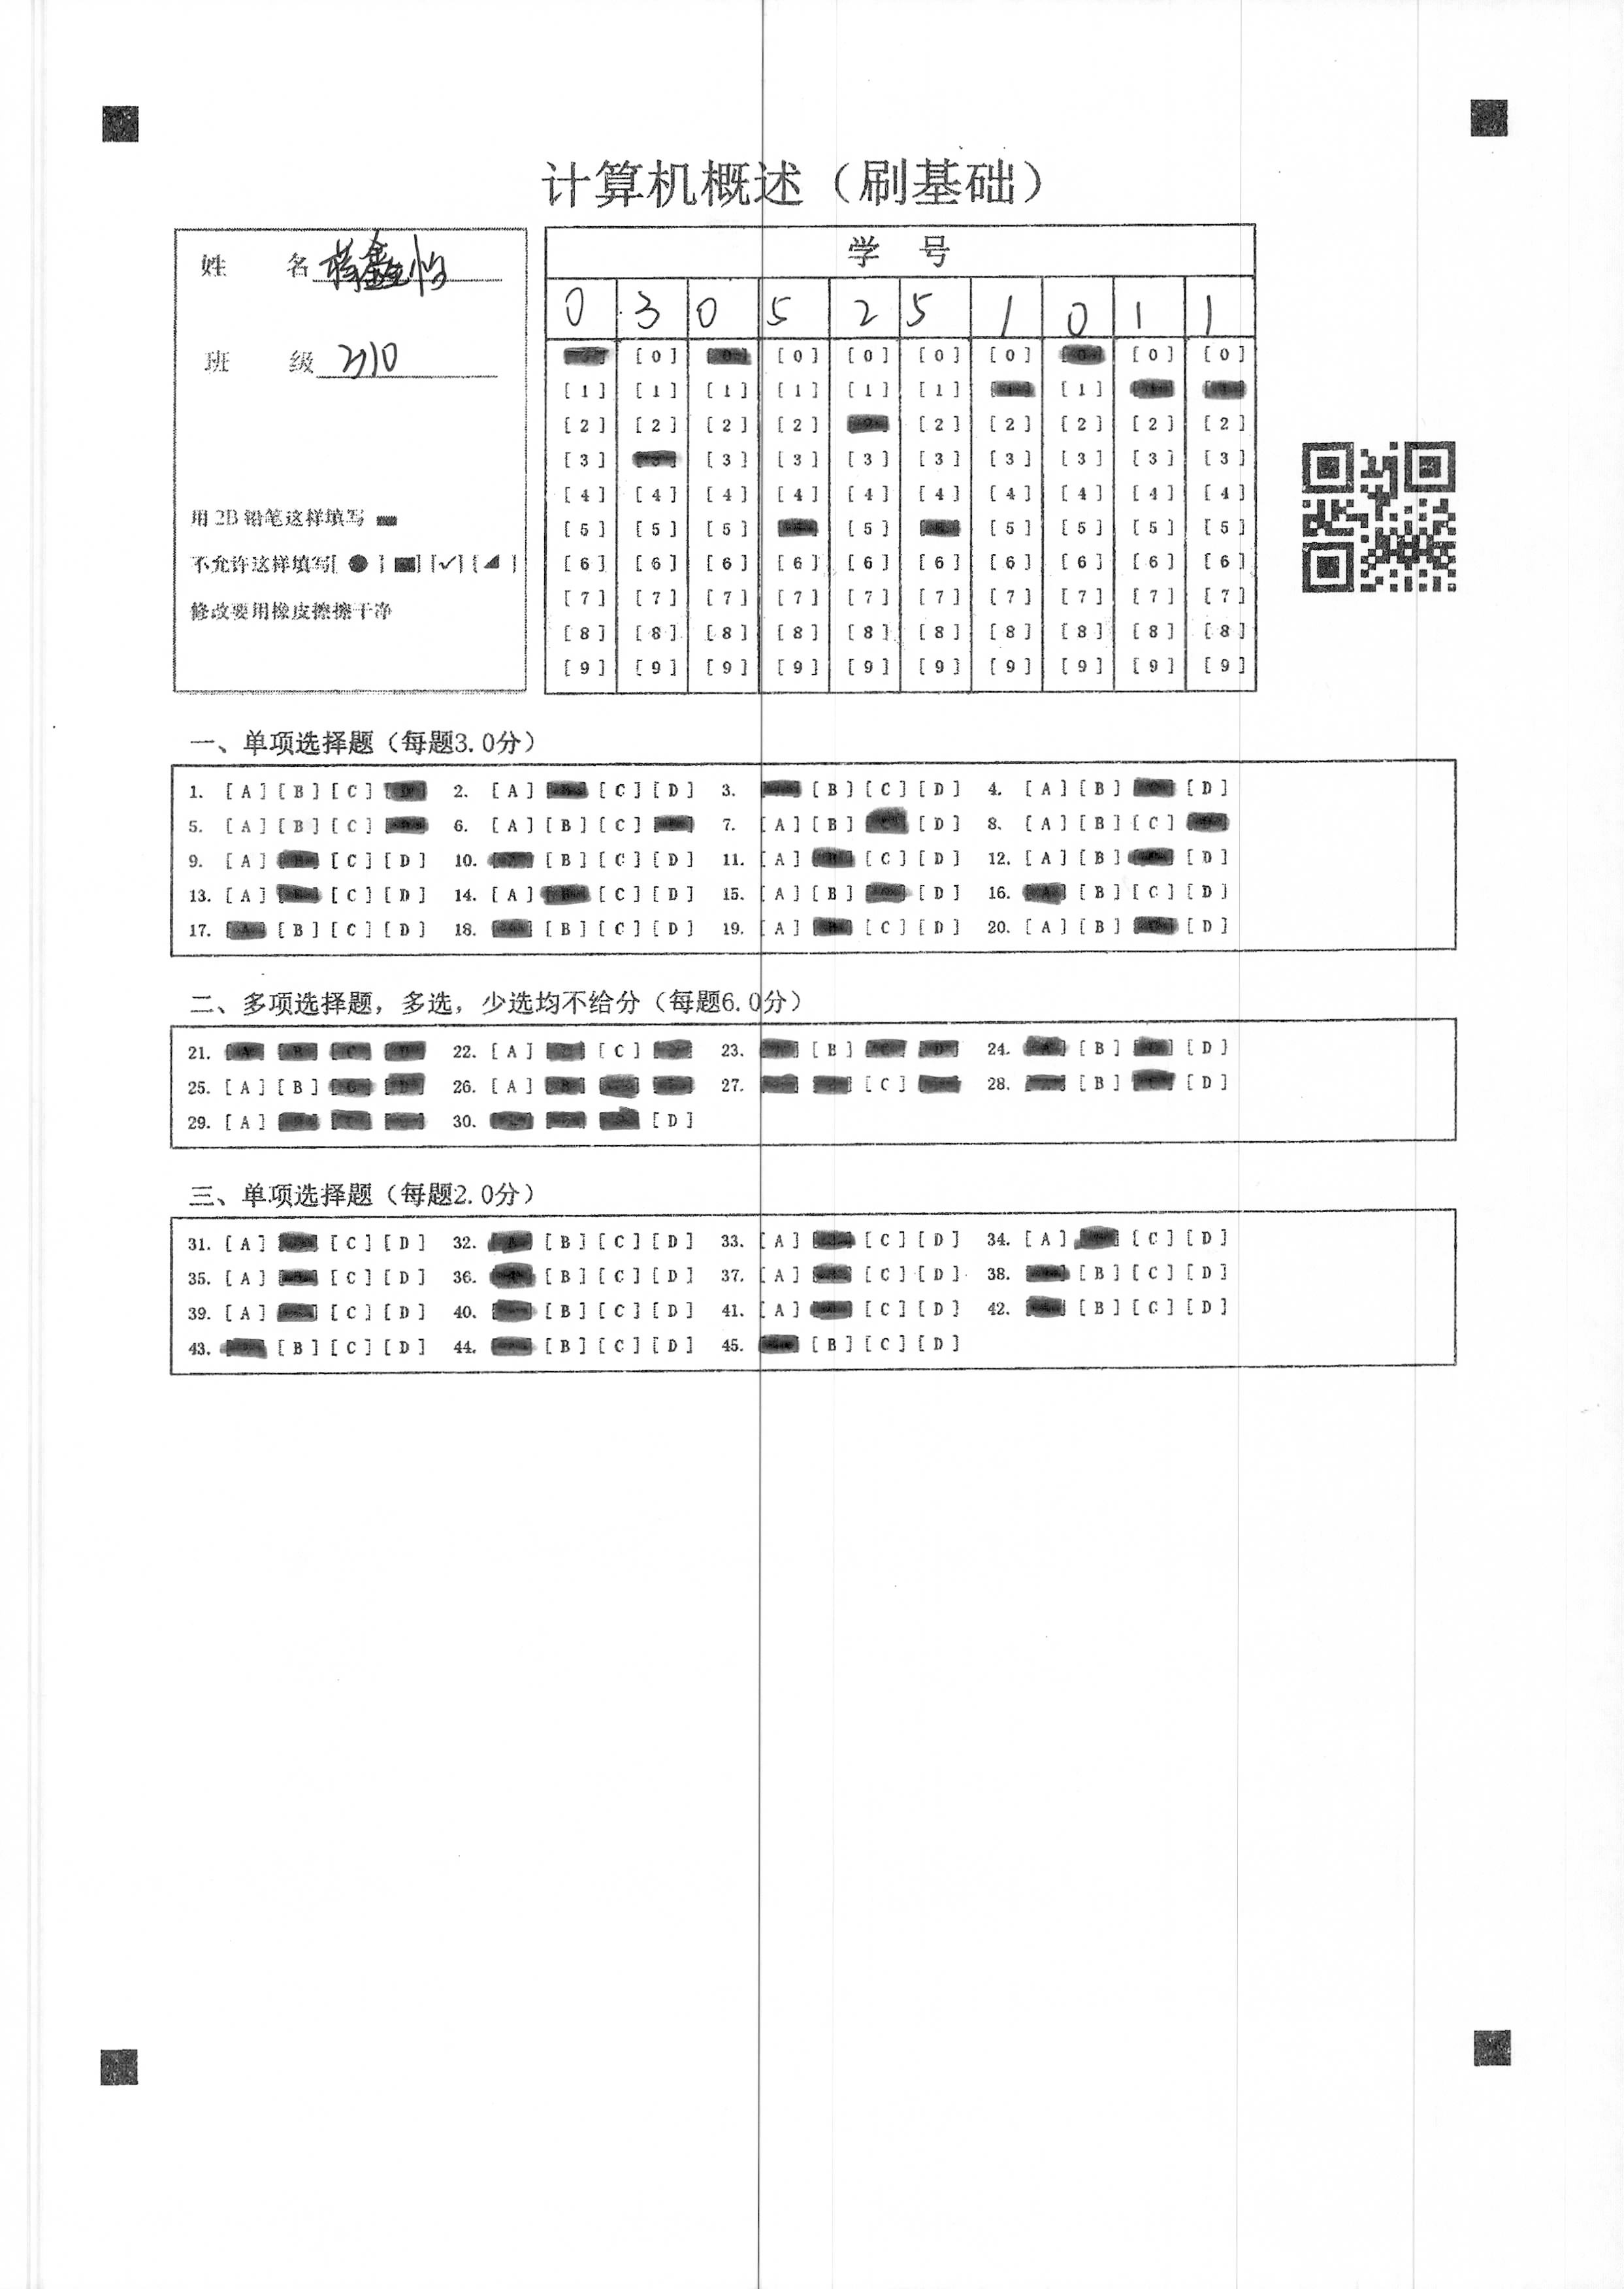 计算机概述（刷基础）
姓 名 鑫怡
班 级
学 号
0 3 0 5 2 5 1 0 1 1
[0] [0] [0] [0] [0] [0] [0]
[1] [1] [1] [1] [1] [1] [1]
[2] [2] [2] [2] [2] [2] [2] [2] [2] [2]
[3] [3] [3] [3] [3] [3] [3] [3] [3]
[4] [4] [4] [4] [4] [4] [4] [4] [4] [4]
[5] [5] [5] [5] [5] [5] [5] [5]
[6] [6] [6] [6] [6] [6] [6] [6] [6] [6]
[7] [7] [7] [7] [7] [7] [7] [7] [7] [7]
[8] [8] [8] [8] [8] [8] [8] [8] [8] [8]
[9] [9] [9] [9] [9] [9] [9] [9] [9] [9]
用2B铅笔这样填写
不允许这样填写[●] [■] [✓] [◢]
修改要用橡皮擦擦干净
一、单项选择题（每题3.0分）
1. [A] [B] [C] 2. [A] [C] [D] 3. [B] [C] [D] 4. [A] [B] [D]
5. [A] [B] [C] 6. [A] [B] [C] 7. [A] [B] [D] 8. [A] [B] [C]
9. [A] [C] [D] 10. [B] [C] [D] 11. [A] [C] [D] 12. [A] [B] [D]
13. [A] [C] [D] 14. [A] [C] [D] 15. [A] [B] [D] 16. [B] [C] [D]
17. [B] [C] [D] 18. [B] [C] [D] 19. [A] [C] [D] 20. [A] [B] [D]
二、多项选择题，多选，少选均不给分（每题6.0分）
21. 22. [A] [C] 23. [B] 24. [B] [D]
25. [A] [B] 26. [A] 27. [C] 28. [B] [D]
29. [A] 30. [D]
三、单项选择题（每题2.0分）
31. [A] [C] [D] 32. [B] [C] [D] 33. [A] [C] [D] 34. [A] [C] [D]
35. [A] [C] [D] 36. [B] [C] [D] 37. [A] [C] [D] 38. [B] [C] [D]
39. [A] [C] [D] 40. [B] [C] [D] 41. [A] [C] [D] 42. [B] [C] [D]
43. [B] [C] [D] 44. [B] [C] [D] 45. [B] [C] [D]